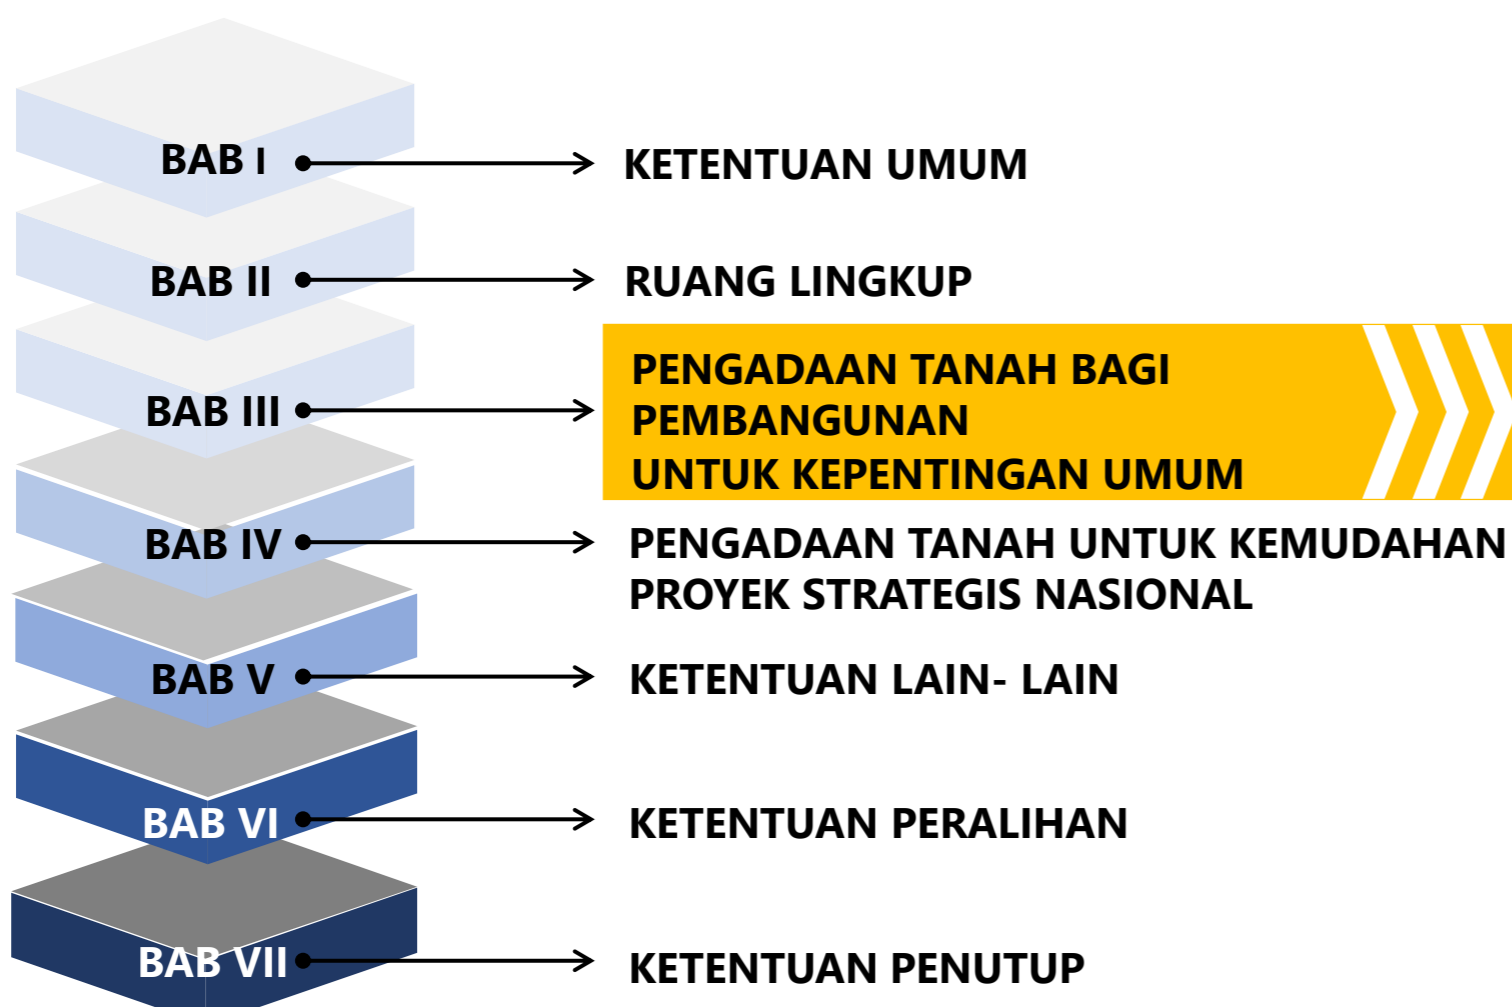 BAB I
KETENTUAN UMUM
BAB II
RUANG LINGKUP
BAB III
PENGADAAN TANAH BAGI
PEMBANGUNAN
UNTUK KEPENTINGAN UMUM
BAB IV
PENGADAAN TANAH UNTUK KEMUDAHAN
PROYEK STRATEGIS NASIONAL
BAB V
KETENTUAN LAIN- LAIN
BAB VI
KETENTUAN PERALIHAN
BAB VII
KETENTUAN PENUTUP